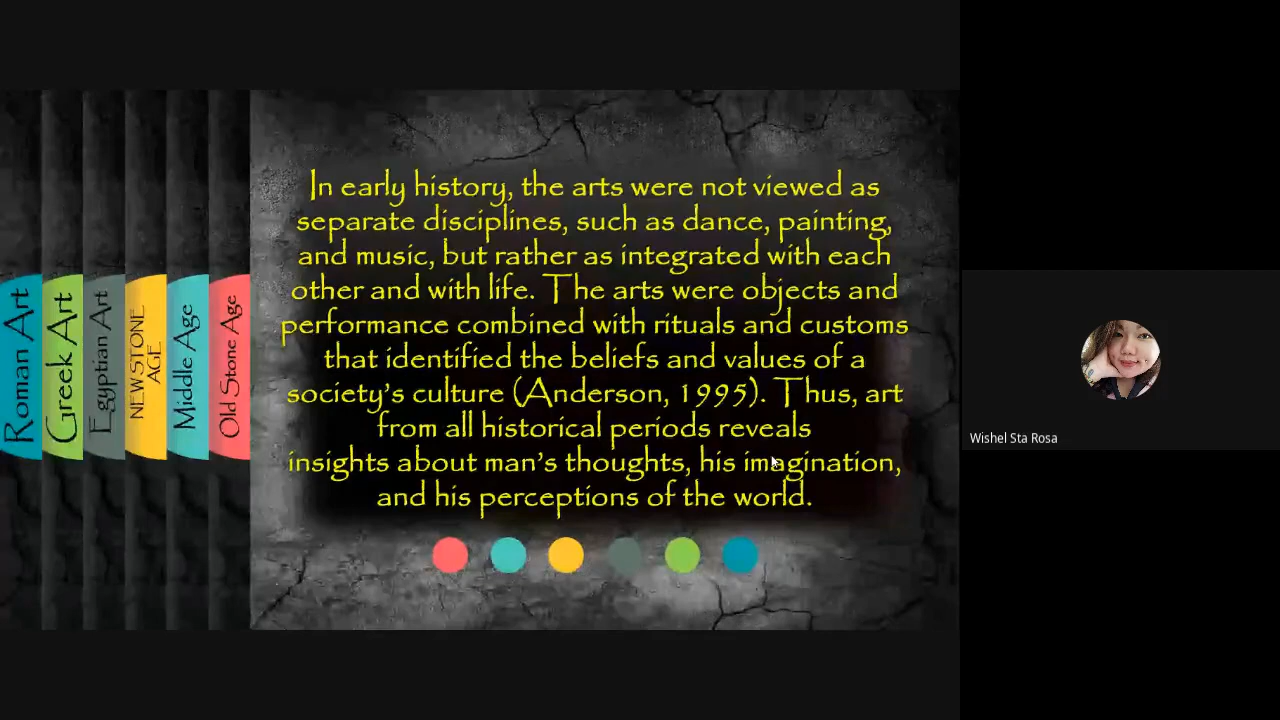 Roman Art
Greek Art
Egyptian Art
NEW STONE
AGE
Middle Age
Old Stone Age
In early history, the arts were not viewed as
separate disciplines, such as dance, painting,
and music, but rather as integrated with each
other and with life. The arts were objects and
performance combined with rituals and customs
that identified the beliefs and values of a
society's culture (Anderson, 1995). Thus, art
from all historical periods reveals
insights about man's thoughts, his imagination,
and his perceptions of the world.
Wishel Sta Rosa